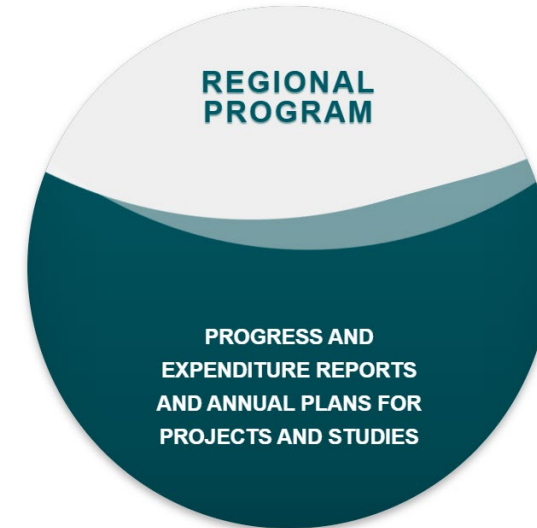 REGIONAL
PROGRAM
PROGRESS AND
EXPENDITURE REPORTS
AND ANNUAL PLANS FOR
PROJECTS AND STUDIES